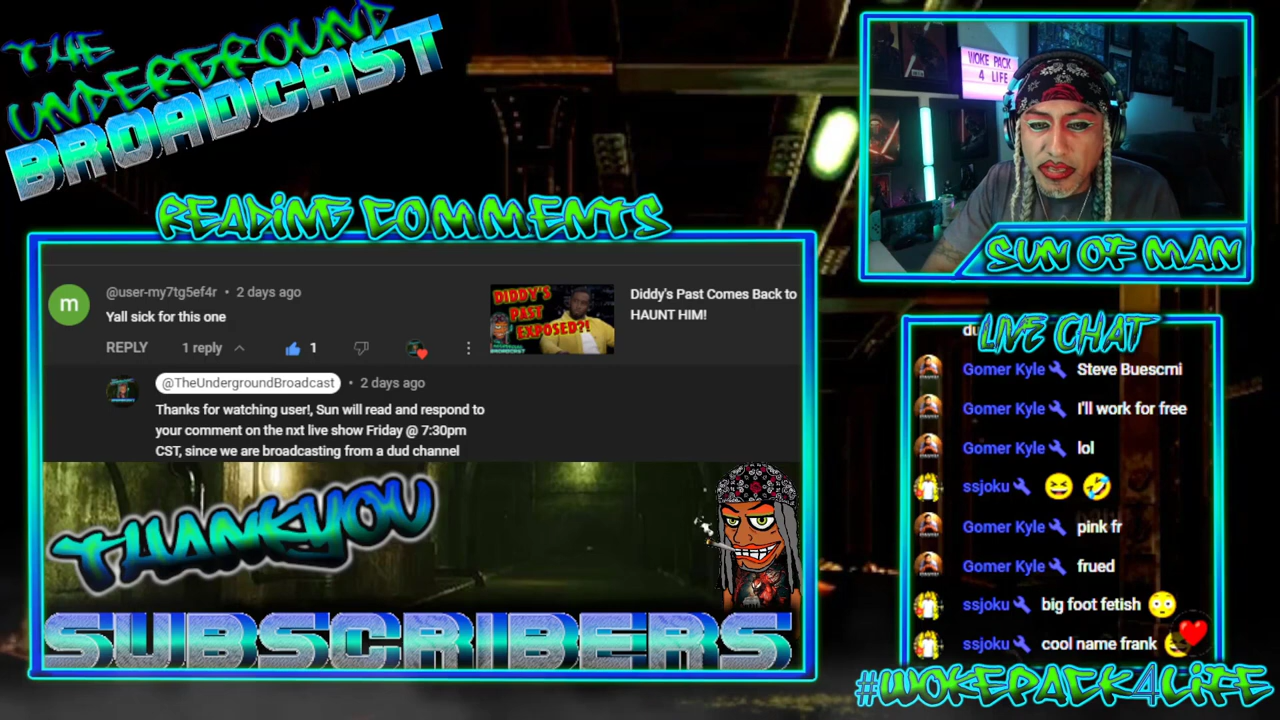 THE
UNDERGROUND
BROADCAST
WOKE PACK
4 LIFE
SUN OF MAN
READING COMMENTS
m
@user-my7tg5ef4r • 2 days ago
Yall sick for this one
REPLY 1 reply 1
DIDDY'S
PAST
EXPOSED?!
BROADCAST
Diddy's Past Comes Back to
HAUNT HIM!
@TheUndergroundBroadcast • 2 days ago
Thanks for watching user!, Sun will read and respond to
your comment on the nxt live show Friday @ 7:30pm
CST, since we are broadcasting from a dud channel
THANKYOU
SUBSCRIBERS
LIVE CHAT
Gomer Kyle Steve Buescmi
Gomer Kyle I'll work for free
Gomer Kyle lol
ssjoku 😆 🤣
Gomer Kyle pink fr
Gomer Kyle frued
ssjoku big foot fetish 😳
ssjoku cool name frank
#WOKEPACK4LIFE